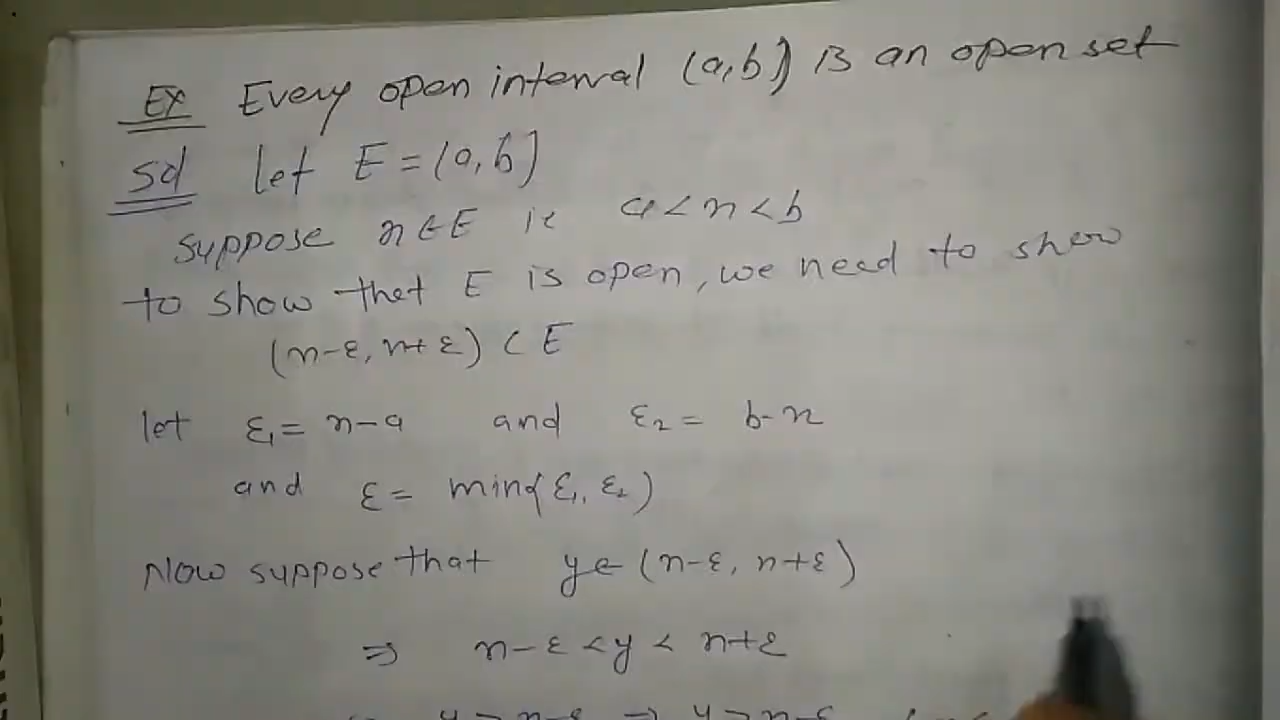 Ex Every open interval (a,b) is an open set
Sol let E = (a,b)
suppose x ∈ E ie a < x < b
to show that E is open, we need to show
(x-ε, x+ε) ⊂ E
let ε₁ = x-a and ε₂ = b-x
and ε = min{ε₁, ε₂}
Now suppose that y ∈ (x-ε, x+ε)
⇒ x-ε < y < x+ε
y > x-ε ⇒ y > x-ε